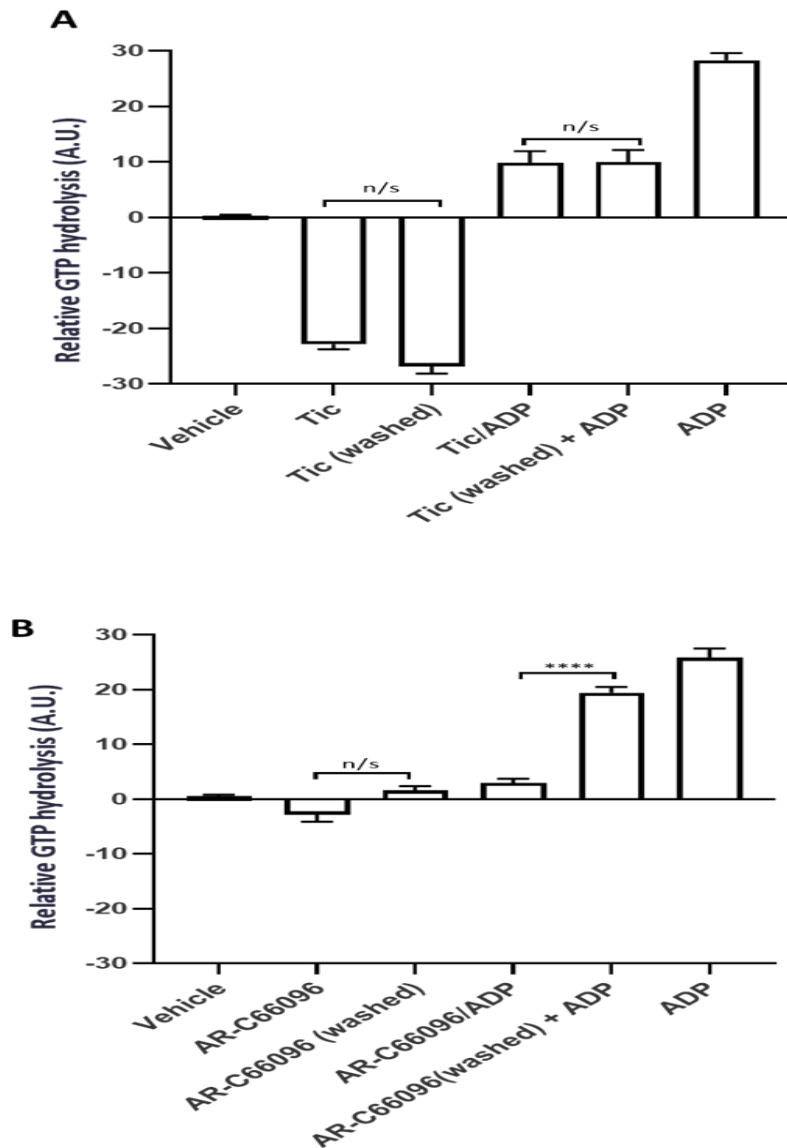 A
Relative GTP hydrolysis (A.U.)
30
20
10
0
-10
-20
-30
n/s
n/s
Vehicle
Tic
Tic (washed)
Tic/ADP
Tic (washed) + ADP
ADP
B
Relative GTP hydrolysis (A.U.)
30
20
10
0
-10
-20
-30
n/s
****
Vehicle
AR-C66096
AR-C66096 (washed)
AR-C66096/ADP
AR-C66096(washed) + ADP
ADP